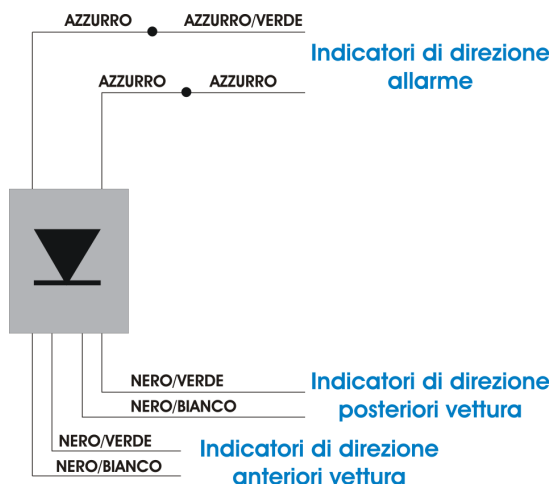 AZZURRO AZZURRO/VERDE
Indicatori di direzione
allarme
AZZURRO AZZURRO
NERO/VERDE
NERO/BIANCO
Indicatori di direzione
posteriori vettura
NERO/VERDE
NERO/BIANCO
Indicatori di direzione
anteriori vettura